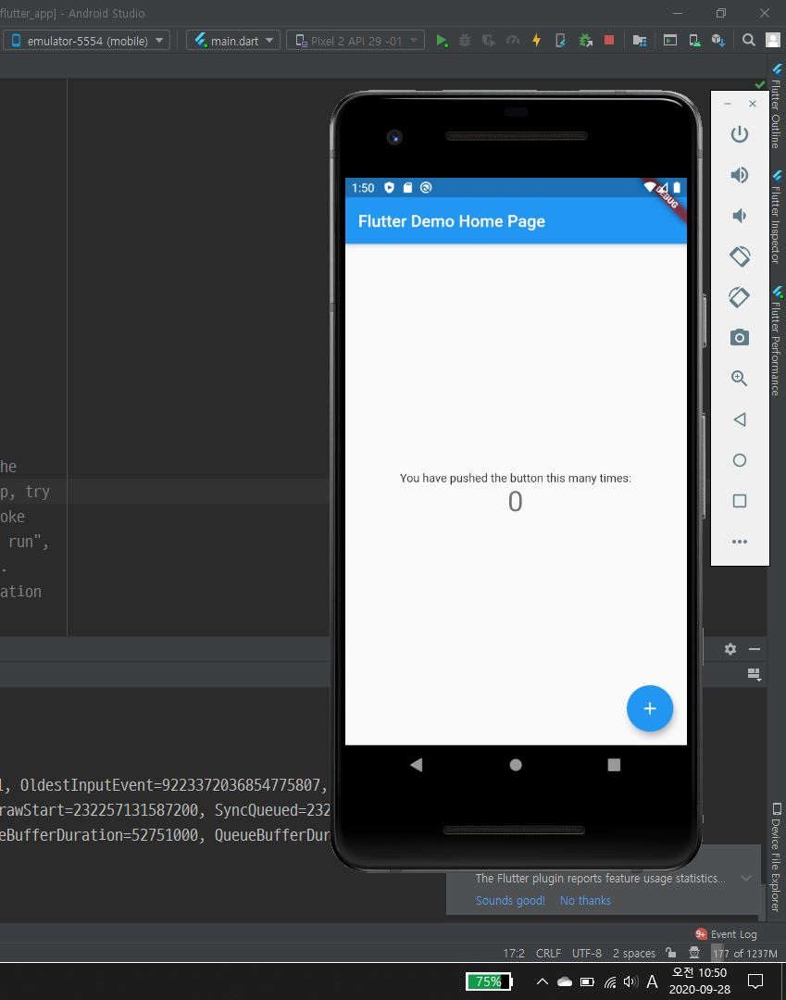 flutter_app] - Android Studio
emulator-5554 (mobile)
main.dart
Pixel 2 API 29 -01
Flutter Outline
Flutter Inspector
Flutter Performance
1:50
DEBUG
Flutter Demo Home Page
You have pushed the button this many times:
0
he
p, try
oke
run",
.
ation
l, OldestInputEvent=9223372036854775807,
rawStart=232257131587200, SyncQueued=232
eBufferDuration=52751000, QueueBufferDur
Device File Explorer
The Flutter plugin reports feature usage statistics...
Sounds good! No thanks
9+ Event Log
17:2 CRLF UTF-8 2 spaces 177 of 1237M
75% A 오전 10:50
2020-09-28